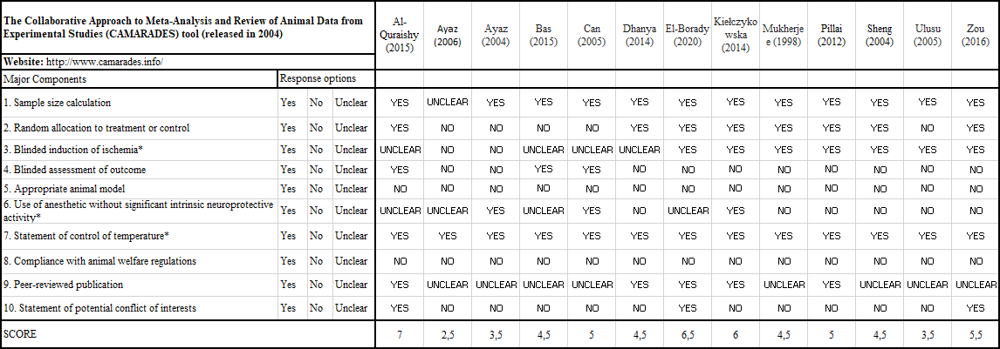 The Collaborative Approach to Meta-Analysis and Review of Animal Data from
Experimental Studies (CAMARADES) tool (released in 2004)
Al-
Quraishy
(2015)
Ayaz
(2006)
Ayaz
(2004)
Bas
(2015)
Can
(2005)
Dhanya
(2014)
El-Borady
(2020)
Kiełczyko
wska
(2014)
Mukherje
e (1998)
Pillai
(2012)
Sheng
(2004)
Ulusu
(2005)
Zou
(2016)
Website: http://www.camarades.info/
Major Components Response options
1. Sample size calculation Yes No Unclear YES UNCLEAR YES YES YES YES YES YES YES YES YES YES YES
2. Random allocation to treatment or control Yes No Unclear YES NO NO NO NO YES YES YES YES YES YES NO YES
3. Blinded induction of ischemia* Yes No Unclear UNCLEAR NO NO UNCLEAR UNCLEAR UNCLEAR YES YES YES YES YES YES YES
4. Blinded assessment of outcome Yes No Unclear YES NO NO YES YES NO NO NO NO NO NO NO NO
5. Appropriate animal model Yes No Unclear NO NO NO NO NO NO NO NO NO NO NO NO NO
6. Use of anesthetic without significant intrinsic neuroprotective
activity* Yes No Unclear UNCLEAR UNCLEAR YES UNCLEAR YES NO UNCLEAR YES NO NO NO NO NO
7. Statement of control of temperature* Yes No Unclear YES YES YES YES YES YES YES YES YES YES YES YES YES
8. Compliance with animal welfare regulations Yes No Unclear NO NO NO NO NO NO NO NO NO NO NO NO NO
9. Peer-reviewed publication Yes No Unclear YES UNCLEAR UNCLEAR UNCLEAR UNCLEAR YES YES YES UNCLEAR YES UNCLEAR UNCLEAR UNCLEAR
10. Statement of potential conflict of interests Yes No Unclear YES NO NO NO NO NO YES NO NO NO NO NO YES
SCORE 7 2,5 3,5 4,5 5 4,5 6,5 6 4,5 5 4,5 3,5 5,5